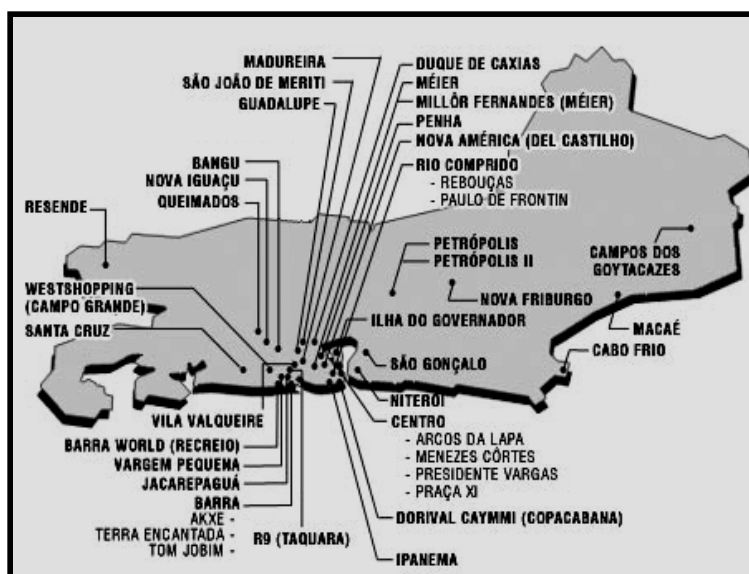 MADUREIRA
SÃO JOÃO DE MERITI
GUADALUPE
DUQUE DE CAXIAS
MÉIER
MILLÔR FERNANDES (MÉIER)
PENHA
NOVA AMÉRICA (DEL CASTILHO)
RIO COMPRIDO
- REBOUÇAS
- PAULO DE FRONTIN
BANGU
NOVA IGUAÇU
QUEIMADOS
RESENDE
WESTSHOPPING
(CAMPO GRANDE)
SANTA CRUZ
PETRÓPOLIS
PETRÓPOLIS II
NOVA FRIBURGO
CAMPOS DOS
GOYTACAZES
ILHA DO GOVERNADOR
MACAÉ
SÃO GONÇALO
CABO FRIO
NITERÓI
CENTRO
- ARCOS DA LAPA
- MENEZES CÔRTES
- PRESIDENTE VARGAS
- PRAÇA XI
VILA VALQUEIRE
BARRA WORLD (RECREIO)
VARGEM PEQUENA
JACAREPAGUÁ
BARRA
AKXE -
TERRA ENCANTADA -
TOM JOBIM -
R9 (TAQUARA)
DORIVAL CAYMMI (COPACABANA)
IPANEMA